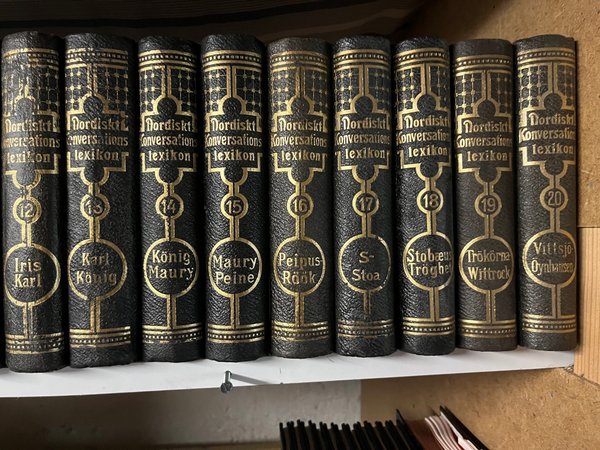 Nordiskt
Konversations
lexikon
12
Iris
Karl
Nordiskt
Konversations
lexikon
13
Karl
König
Nordiskt
Konversations
lexikon
14
König
Maury
Nordiskt
Konversations
lexikon
15
Maury
Peine
Nordiskt
Konversations
lexikon
16
Peipus
Röök
Nordiskt
Konversations
lexikon
17
S-
Stoa
Nordiskt
Konversations
lexikon
18
Stobæus
Tröghet
Nordiskt
Konversations
lexikon
19
Trökörna
Wittrock
Nordiskt
Konversations
lexikon
20
Vittsjö-
Öynhausen